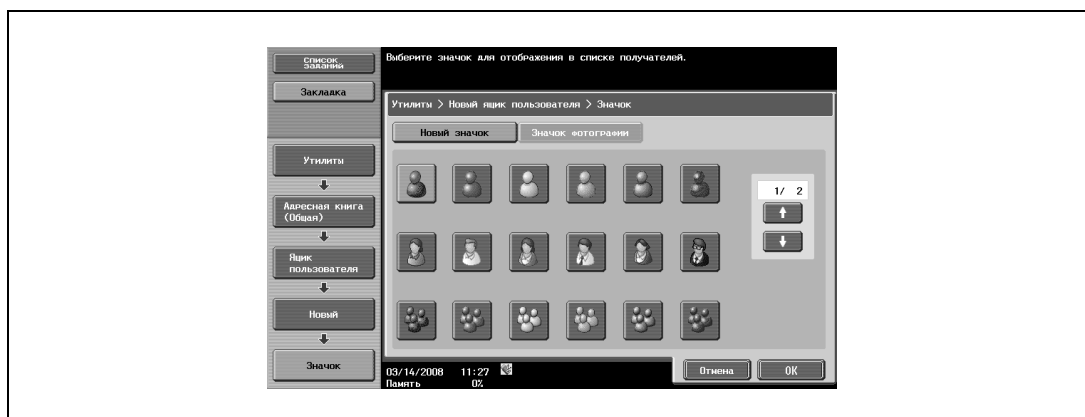 Список
заданий
Выберите значок для отображения в списке получателей.
Закладка
Утилиты > Новый ящик пользователя > Значок
Новый значок
Значок фотографии
Утилиты
Адресная книга
(Общая)
Ящик
пользователя
Новый
Значок
1/ 2
03/14/2008 11:27
Память 0%
Отмена
OK